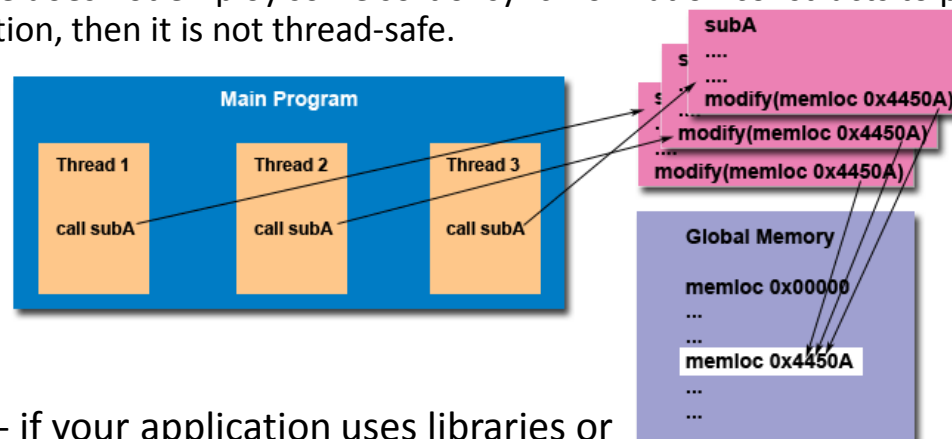 tion, then it is not thread-safe.
Main Program
Thread 1
call subA
Thread 2
call subA
Thread 3
call subA
subA
....
....
modify(memloc 0x4450A)
s
....
modify(memloc 0x4450A)
s
....
modify(memloc 0x4450A)
Global Memory
memloc 0x00000
...
...
memloc 0x4450A
...
...
- if your application uses libraries or